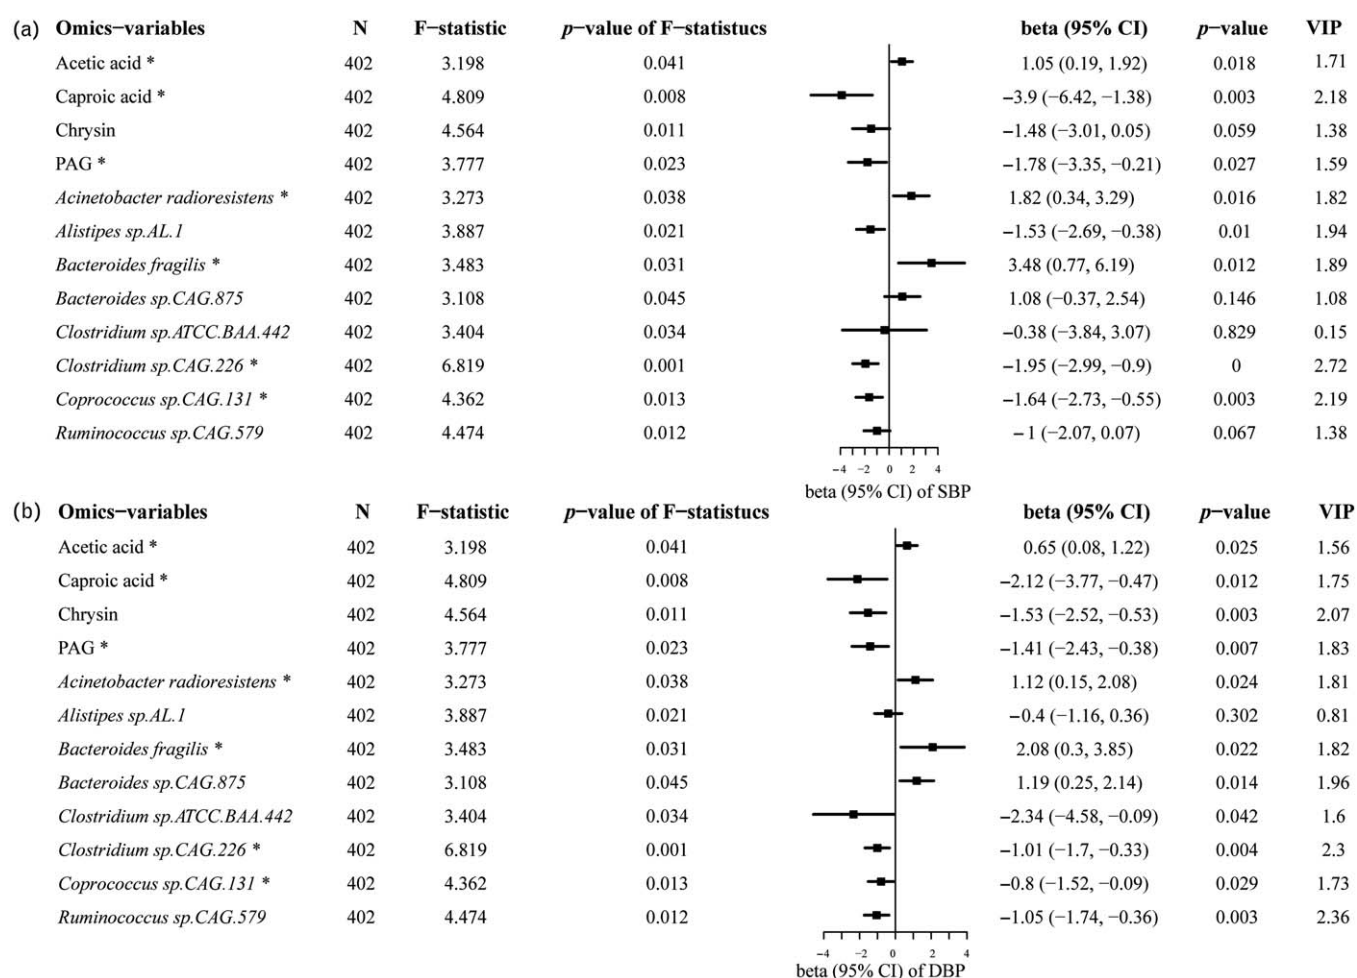 (a) Omics−variables N F−statistic p−value of F−statistucs beta (95% CI) p−value VIP
Acetic acid * 402 3.198 0.041 1.05 (0.19, 1.92) 0.018 1.71
Caproic acid * 402 4.809 0.008 −3.9 (−6.42, −1.38) 0.003 2.18
Chrysin 402 4.564 0.011 −1.48 (−3.01, 0.05) 0.059 1.38
PAG * 402 3.777 0.023 −1.78 (−3.35, −0.21) 0.027 1.59
Acinetobacter radioresistens * 402 3.273 0.038 1.82 (0.34, 3.29) 0.016 1.82
Alistipes sp.AL.1 402 3.887 0.021 −1.53 (−2.69, −0.38) 0.01 1.94
Bacteroides fragilis * 402 3.483 0.031 3.48 (0.77, 6.19) 0.012 1.89
Bacteroides sp.CAG.875 402 3.108 0.045 1.08 (−0.37, 2.54) 0.146 1.08
Clostridium sp.ATCC.BAA.442 402 3.404 0.034 −0.38 (−3.84, 3.07) 0.829 0.15
Clostridium sp.CAG.226 * 402 6.819 0.001 −1.95 (−2.99, −0.9) 0 2.72
Coprococcus sp.CAG.131 * 402 4.362 0.013 −1.64 (−2.73, −0.55) 0.003 2.19
Ruminococcus sp.CAG.579 402 4.474 0.012 −1 (−2.07, 0.07) 0.067 1.38
−4 −2 0 2 4
beta (95% CI) of SBP
(b) Omics−variables N F−statistic p−value of F−statistucs beta (95% CI) p−value VIP
Acetic acid * 402 3.198 0.041 0.65 (0.08, 1.22) 0.025 1.56
Caproic acid * 402 4.809 0.008 −2.12 (−3.77, −0.47) 0.012 1.75
Chrysin 402 4.564 0.011 −1.53 (−2.52, −0.53) 0.003 2.07
PAG * 402 3.777 0.023 −1.41 (−2.43, −0.38) 0.007 1.83
Acinetobacter radioresistens * 402 3.273 0.038 1.12 (0.15, 2.08) 0.024 1.81
Alistipes sp.AL.1 402 3.887 0.021 −0.4 (−1.16, 0.36) 0.302 0.81
Bacteroides fragilis * 402 3.483 0.031 2.08 (0.3, 3.85) 0.022 1.82
Bacteroides sp.CAG.875 402 3.108 0.045 1.19 (0.25, 2.14) 0.014 1.96
Clostridium sp.ATCC.BAA.442 402 3.404 0.034 −2.34 (−4.58, −0.09) 0.042 1.6
Clostridium sp.CAG.226 * 402 6.819 0.001 −1.01 (−1.7, −0.33) 0.004 2.3
Coprococcus sp.CAG.131 * 402 4.362 0.013 −0.8 (−1.52, −0.09) 0.029 1.73
Ruminococcus sp.CAG.579 402 4.474 0.012 −1.05 (−1.74, −0.36) 0.003 2.36
−4 −2 0 2 4
beta (95% CI) of DBP